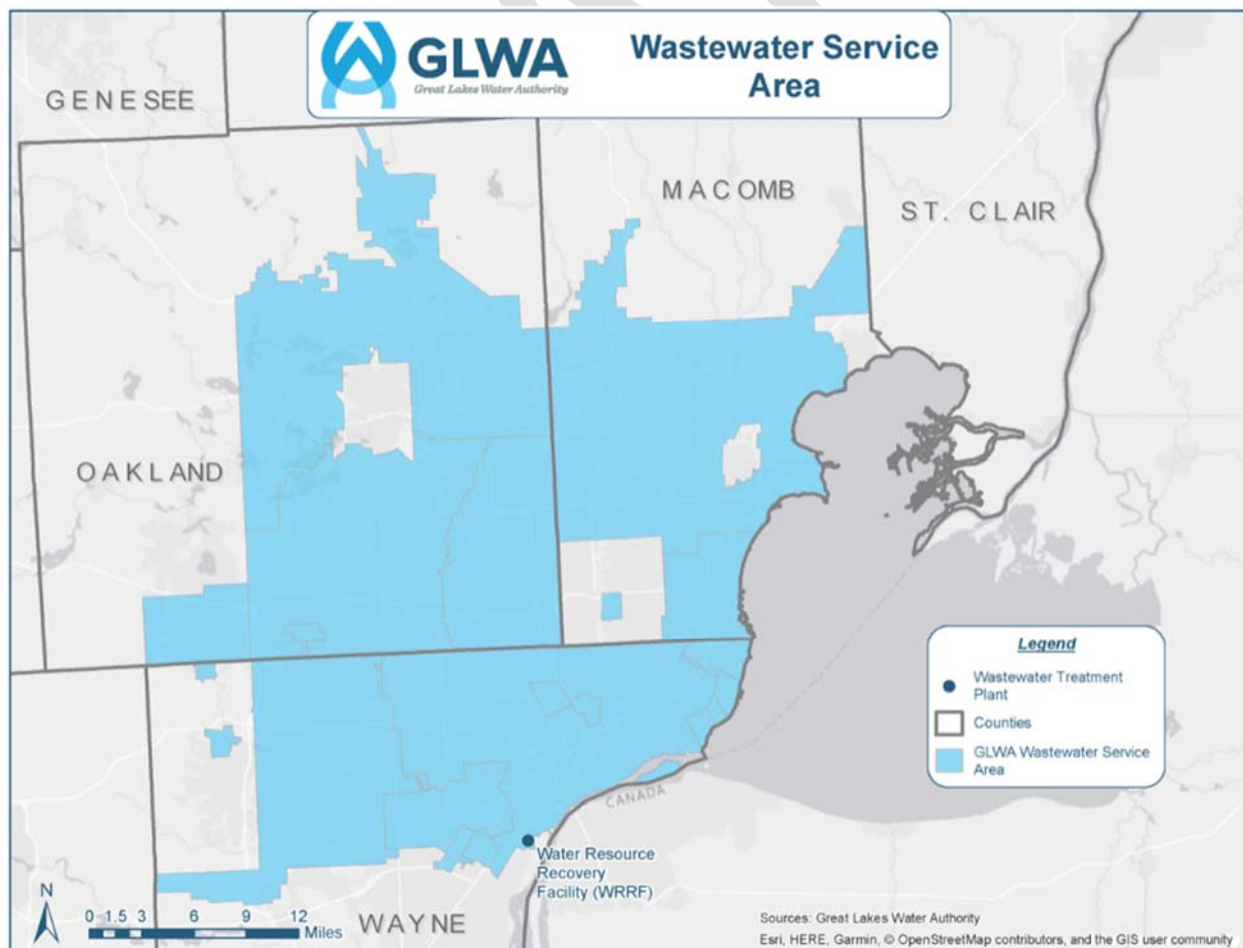 GLWA
Great Lakes Water Authority
Wastewater Service
Area
GENESEE
MACOMB
ST. CLAIR
OAKLAND
Legend
Wastewater Treatment
Plant
Counties
GLWA Wastewater Service
Area
CANADA
Water Resource
Recovery
Facility (WRRF)
WAYNE
N
0 1.5 3 6 9 12
Miles
Sources: Great Lakes Water Authority
Esri, HERE, Garmin, © OpenStreetMap contributors, and the GIS user community